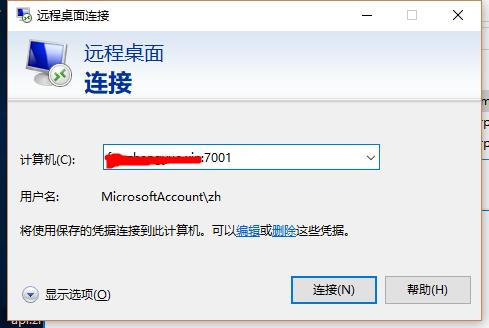 远程桌面连接
远程桌面
连接
计算机(C):
:7001
用户名:
MicrosoftAccount\zh
将使用保存的凭据连接到此计算机。可以编辑或删除这些凭据。
显示选项(O)
连接(N)
帮助(H)